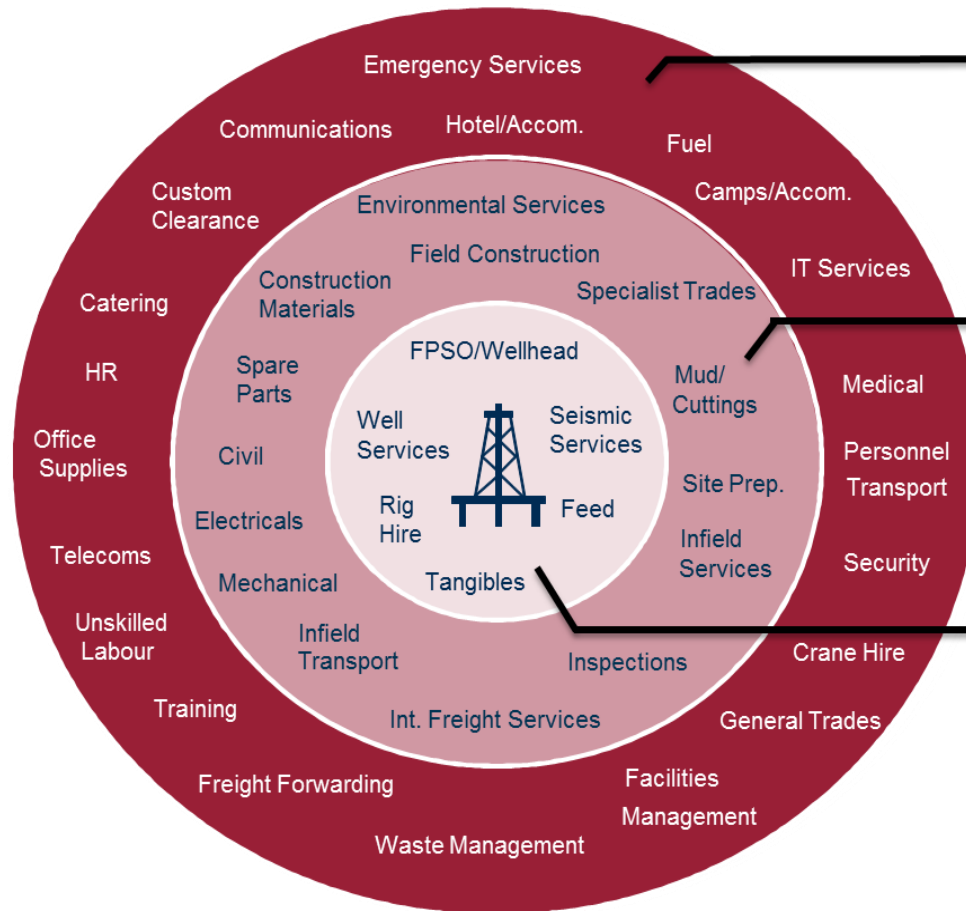 Emergency Services
Communications
Hotel/Accom.
Fuel
Custom
Clearance
Camps/Accom.
IT Services
Catering
HR
Medical
Office
Supplies
Personnel
Transport
Telecoms
Security
Unskilled
Labour
Crane Hire
Training
General Trades
Freight Forwarding
Facilities
Management
Waste Management
Environmental Services
Field Construction
Construction
Materials
Specialist Trades
Spare
Parts
Mud/
Cuttings
Civil
Site Prep.
Electricals
Infield
Services
Mechanical
Infield
Transport
Inspections
Int. Freight Services
FPSO/Wellhead
Well
Services
Seismic
Services
Rig
Hire
Feed
Tangibles